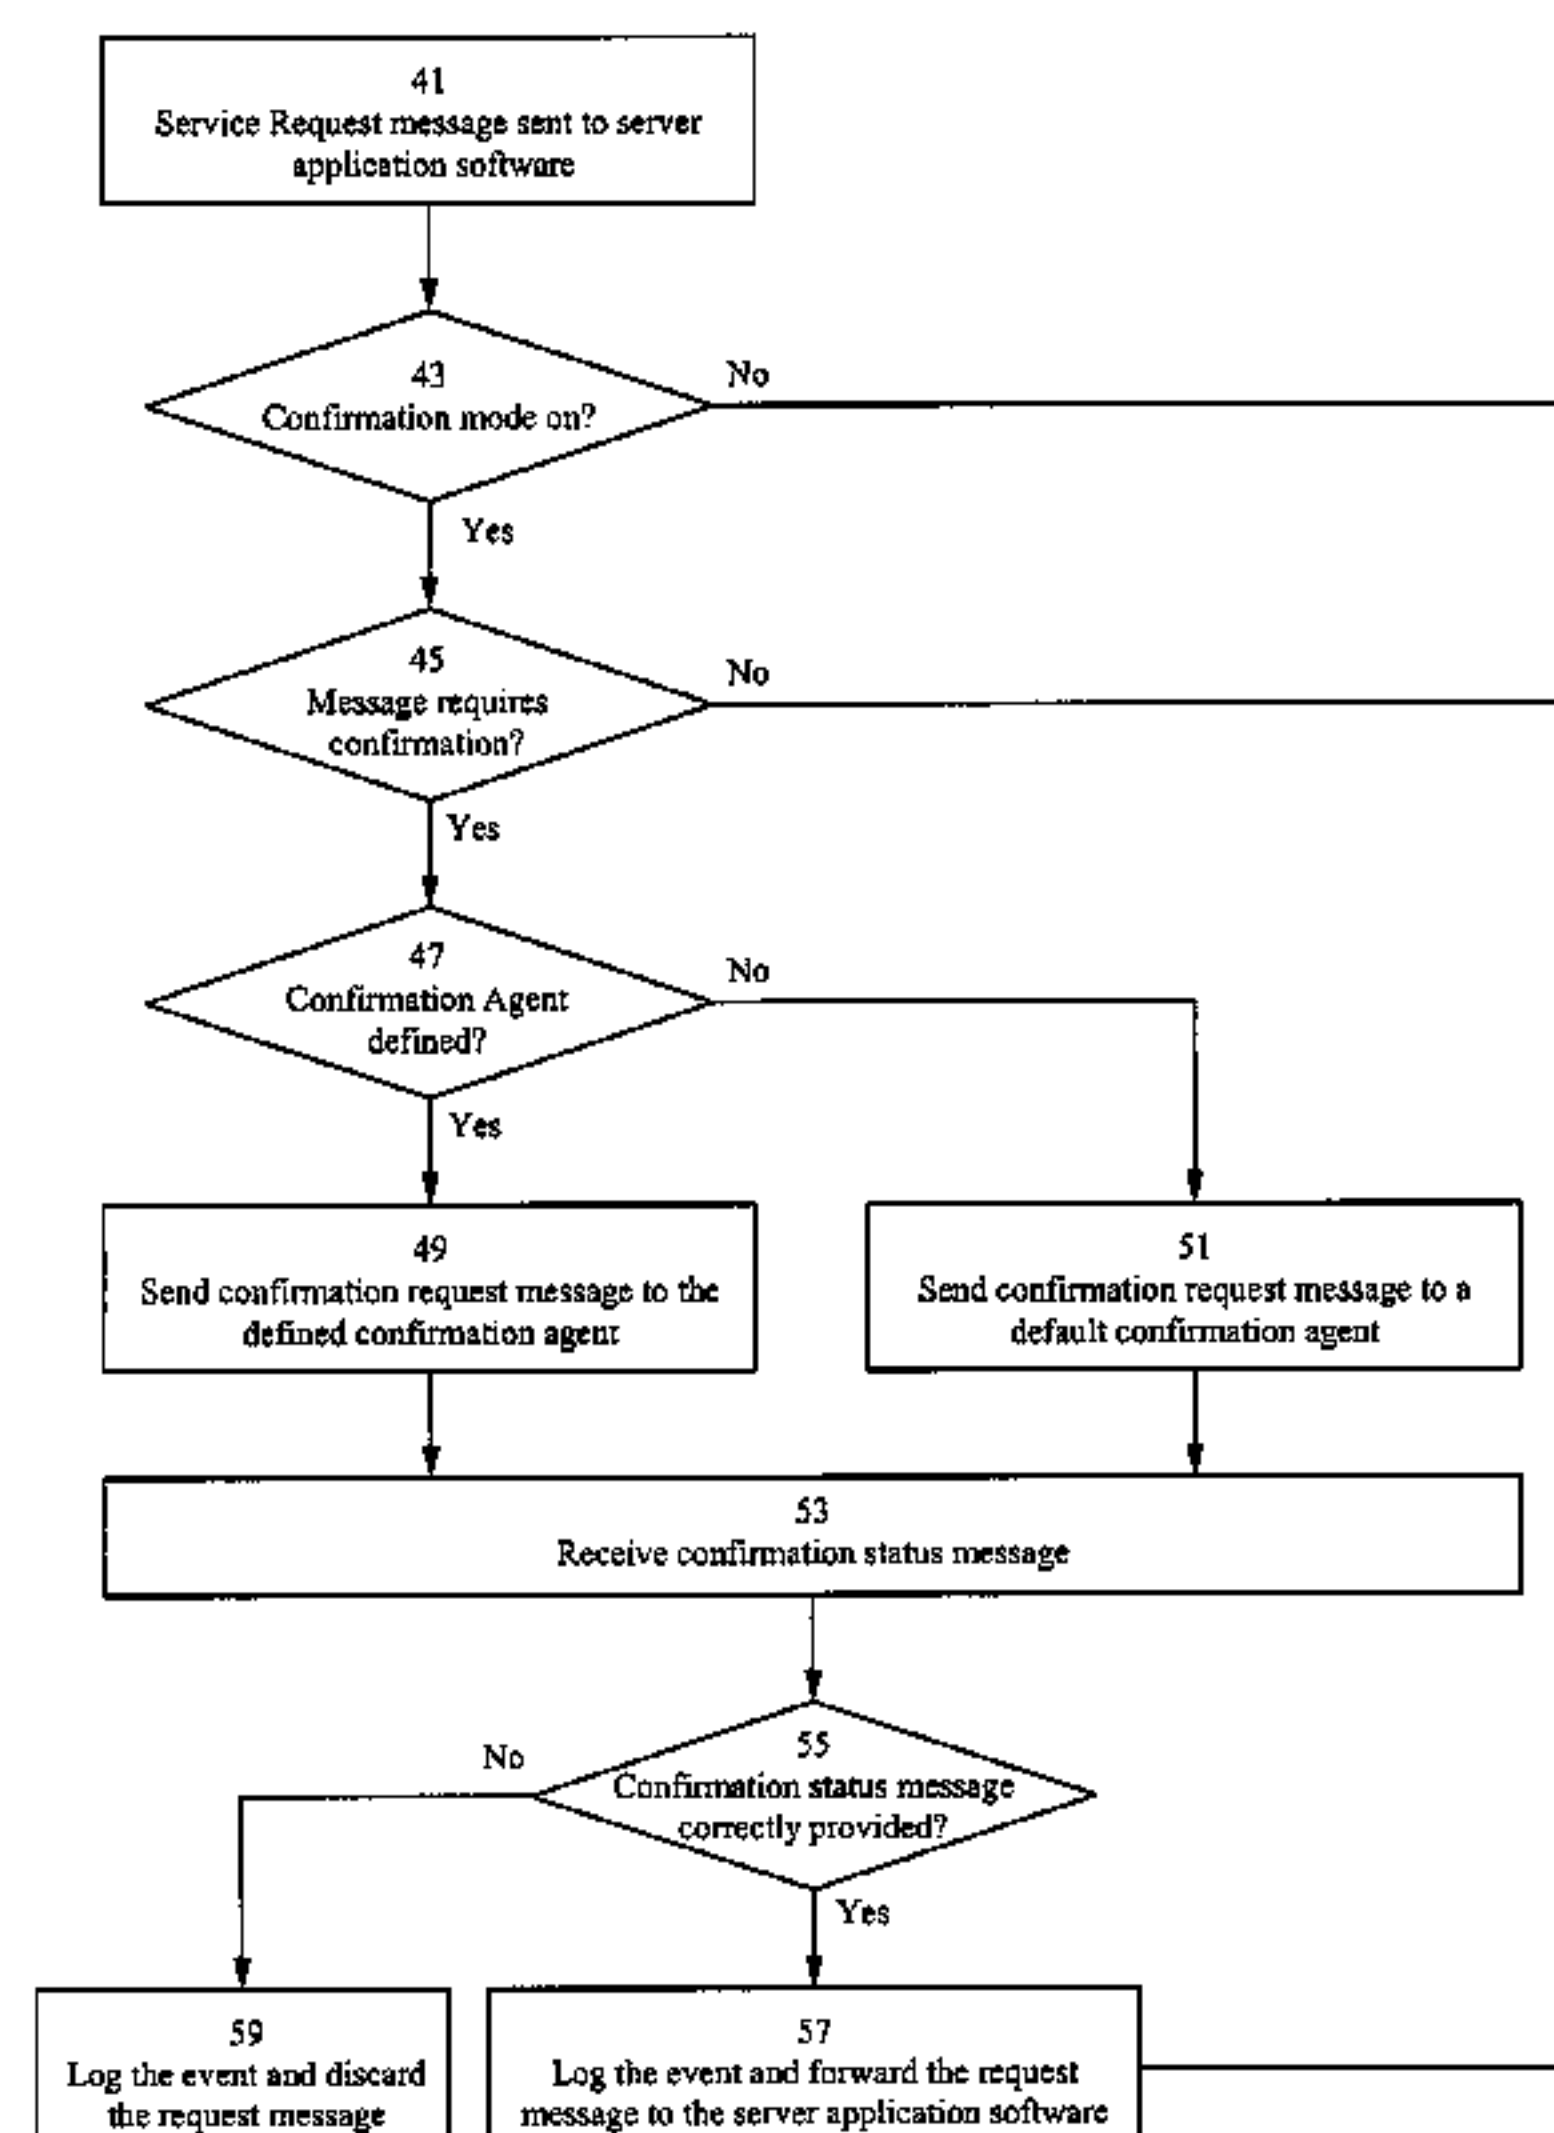 41
Service Request message sent to server
application software
43
Confirmation mode on?
No
Yes
45
Message requires
confirmation?
No
Yes
47
Confirmation Agent
defined?
No
Yes
49
Send confirmation request message to the
defined confirmation agent
51
Send confirmation request message to a
default confirmation agent
53
Receive confirmation status message
55
Confirmation status message
correctly provided?
No
Yes
59
Log the event and discard
the request message
57
Log the event and forward the request
message to the server application software